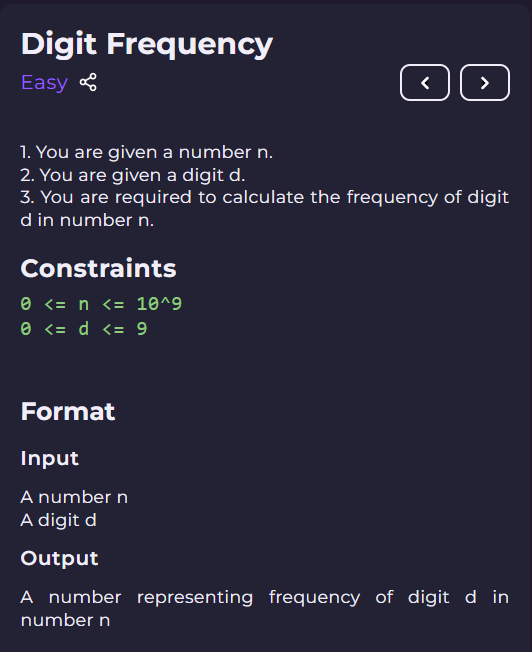 Digit Frequency
Easy
1. You are given a number n.
2. You are given a digit d.
3. You are required to calculate the frequency of digit
d in number n.
Constraints
0 <= n <= 10^9
0 <= d <= 9
Format
Input
A number n
A digit d
Output
A number representing frequency of digit d in
number n